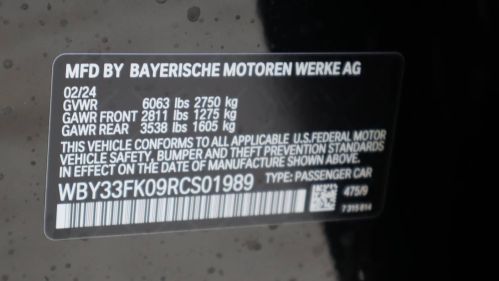 MFD BY BAYERISCHE MOTOREN WERKE AG
02/24
GVWR 6063 lbs 2750 kg
GAWR FRONT 2811 lbs 1275 kg
GAWR REAR 3538 lbs 1605 kg
THIS VEHICLE CONFORMS TO ALL APPLICABLE U.S.FEDERAL MOTOR
VEHICLE SAFETY, BUMPER AND THEFT PREVENTION STANDARDS
IN EFFECT ON THE DATE OF MANUFACTURE SHOWN ABOVE.
WBY33FK09RCS01989 TYPE: PASSENGER CAR
475/9
7 315 614